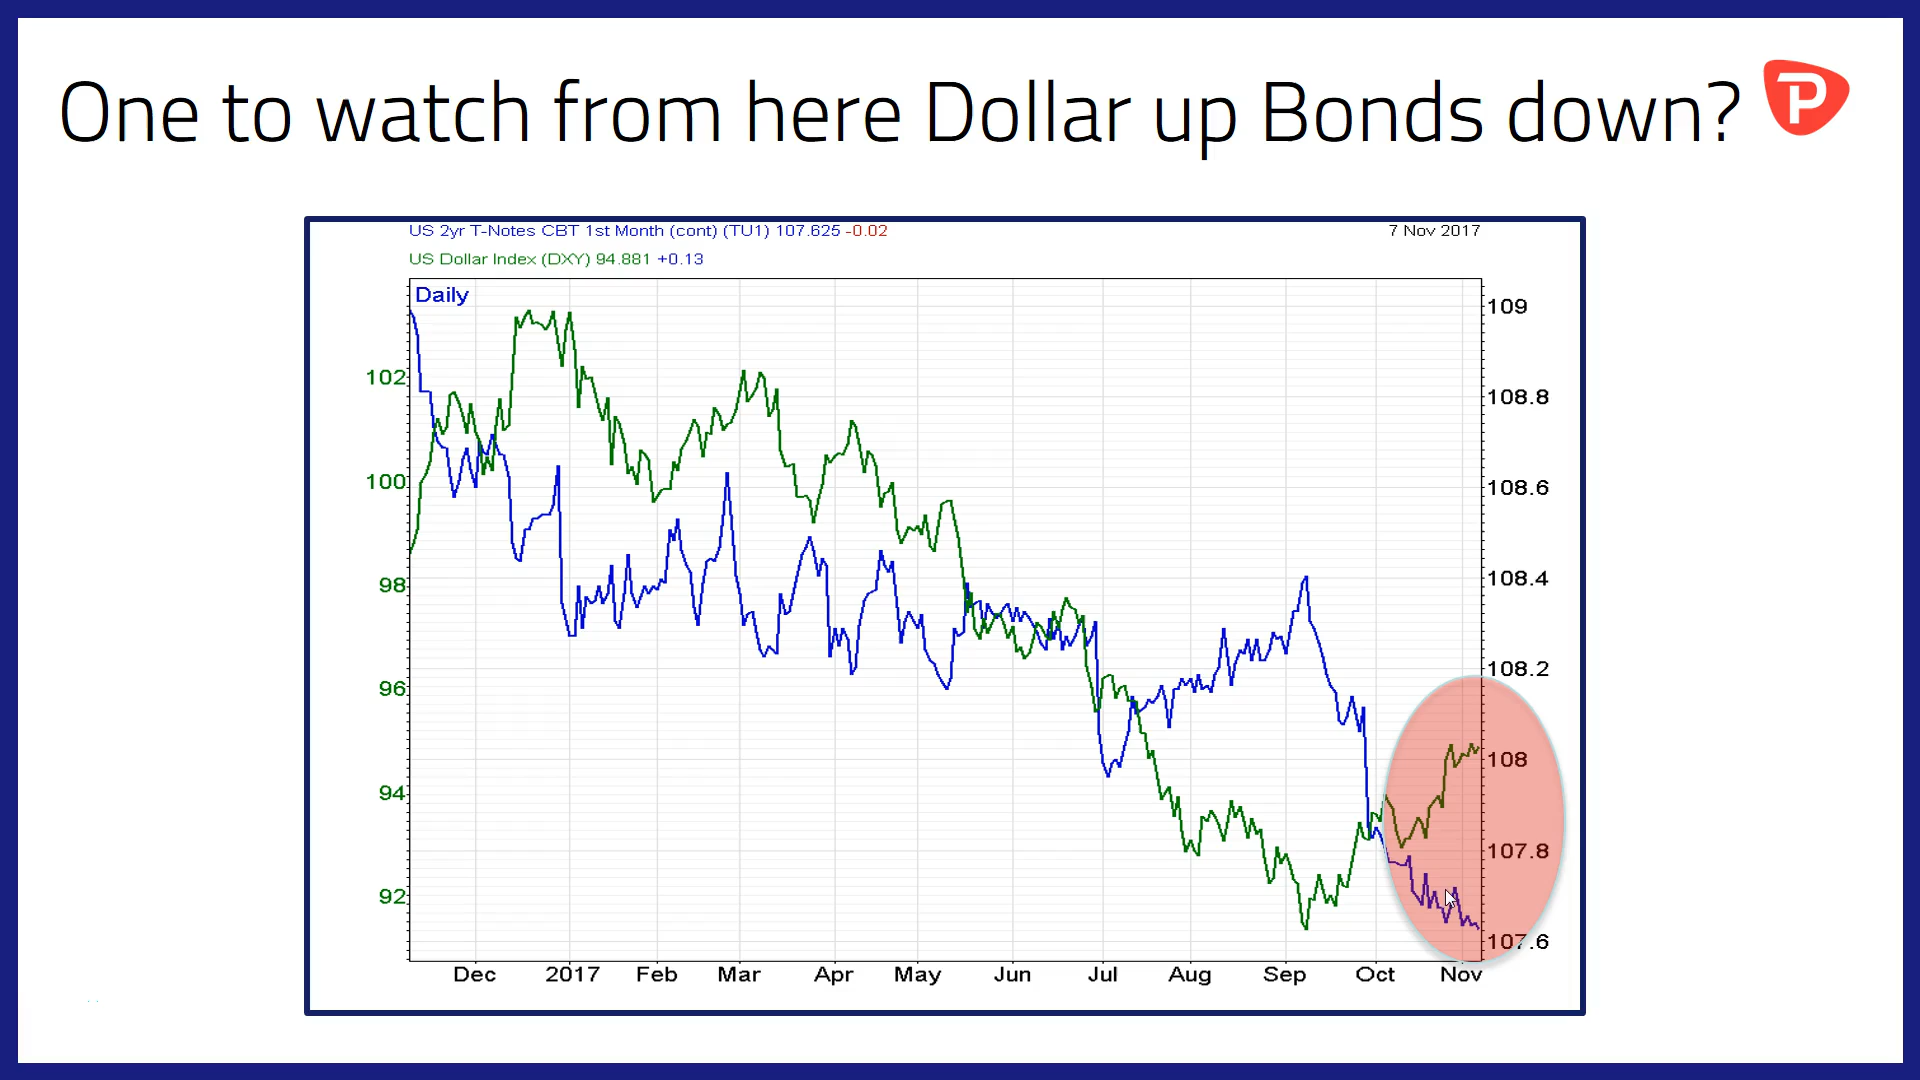 One to watch from here Dollar up Bonds down?
P
US 2yr T-Notes CBT 1st Month (cont) (TU1) 107.625 -0.02
7 Nov 2017
US Dollar Index (DXY) 94.881 +0.13
Daily
109
102
108.8
100
108.6
98
108.4
108.2
96
108
94
107.8
92
107.6
Dec 2017 Feb Mar Apr May Jun Jul Aug Sep Oct Nov